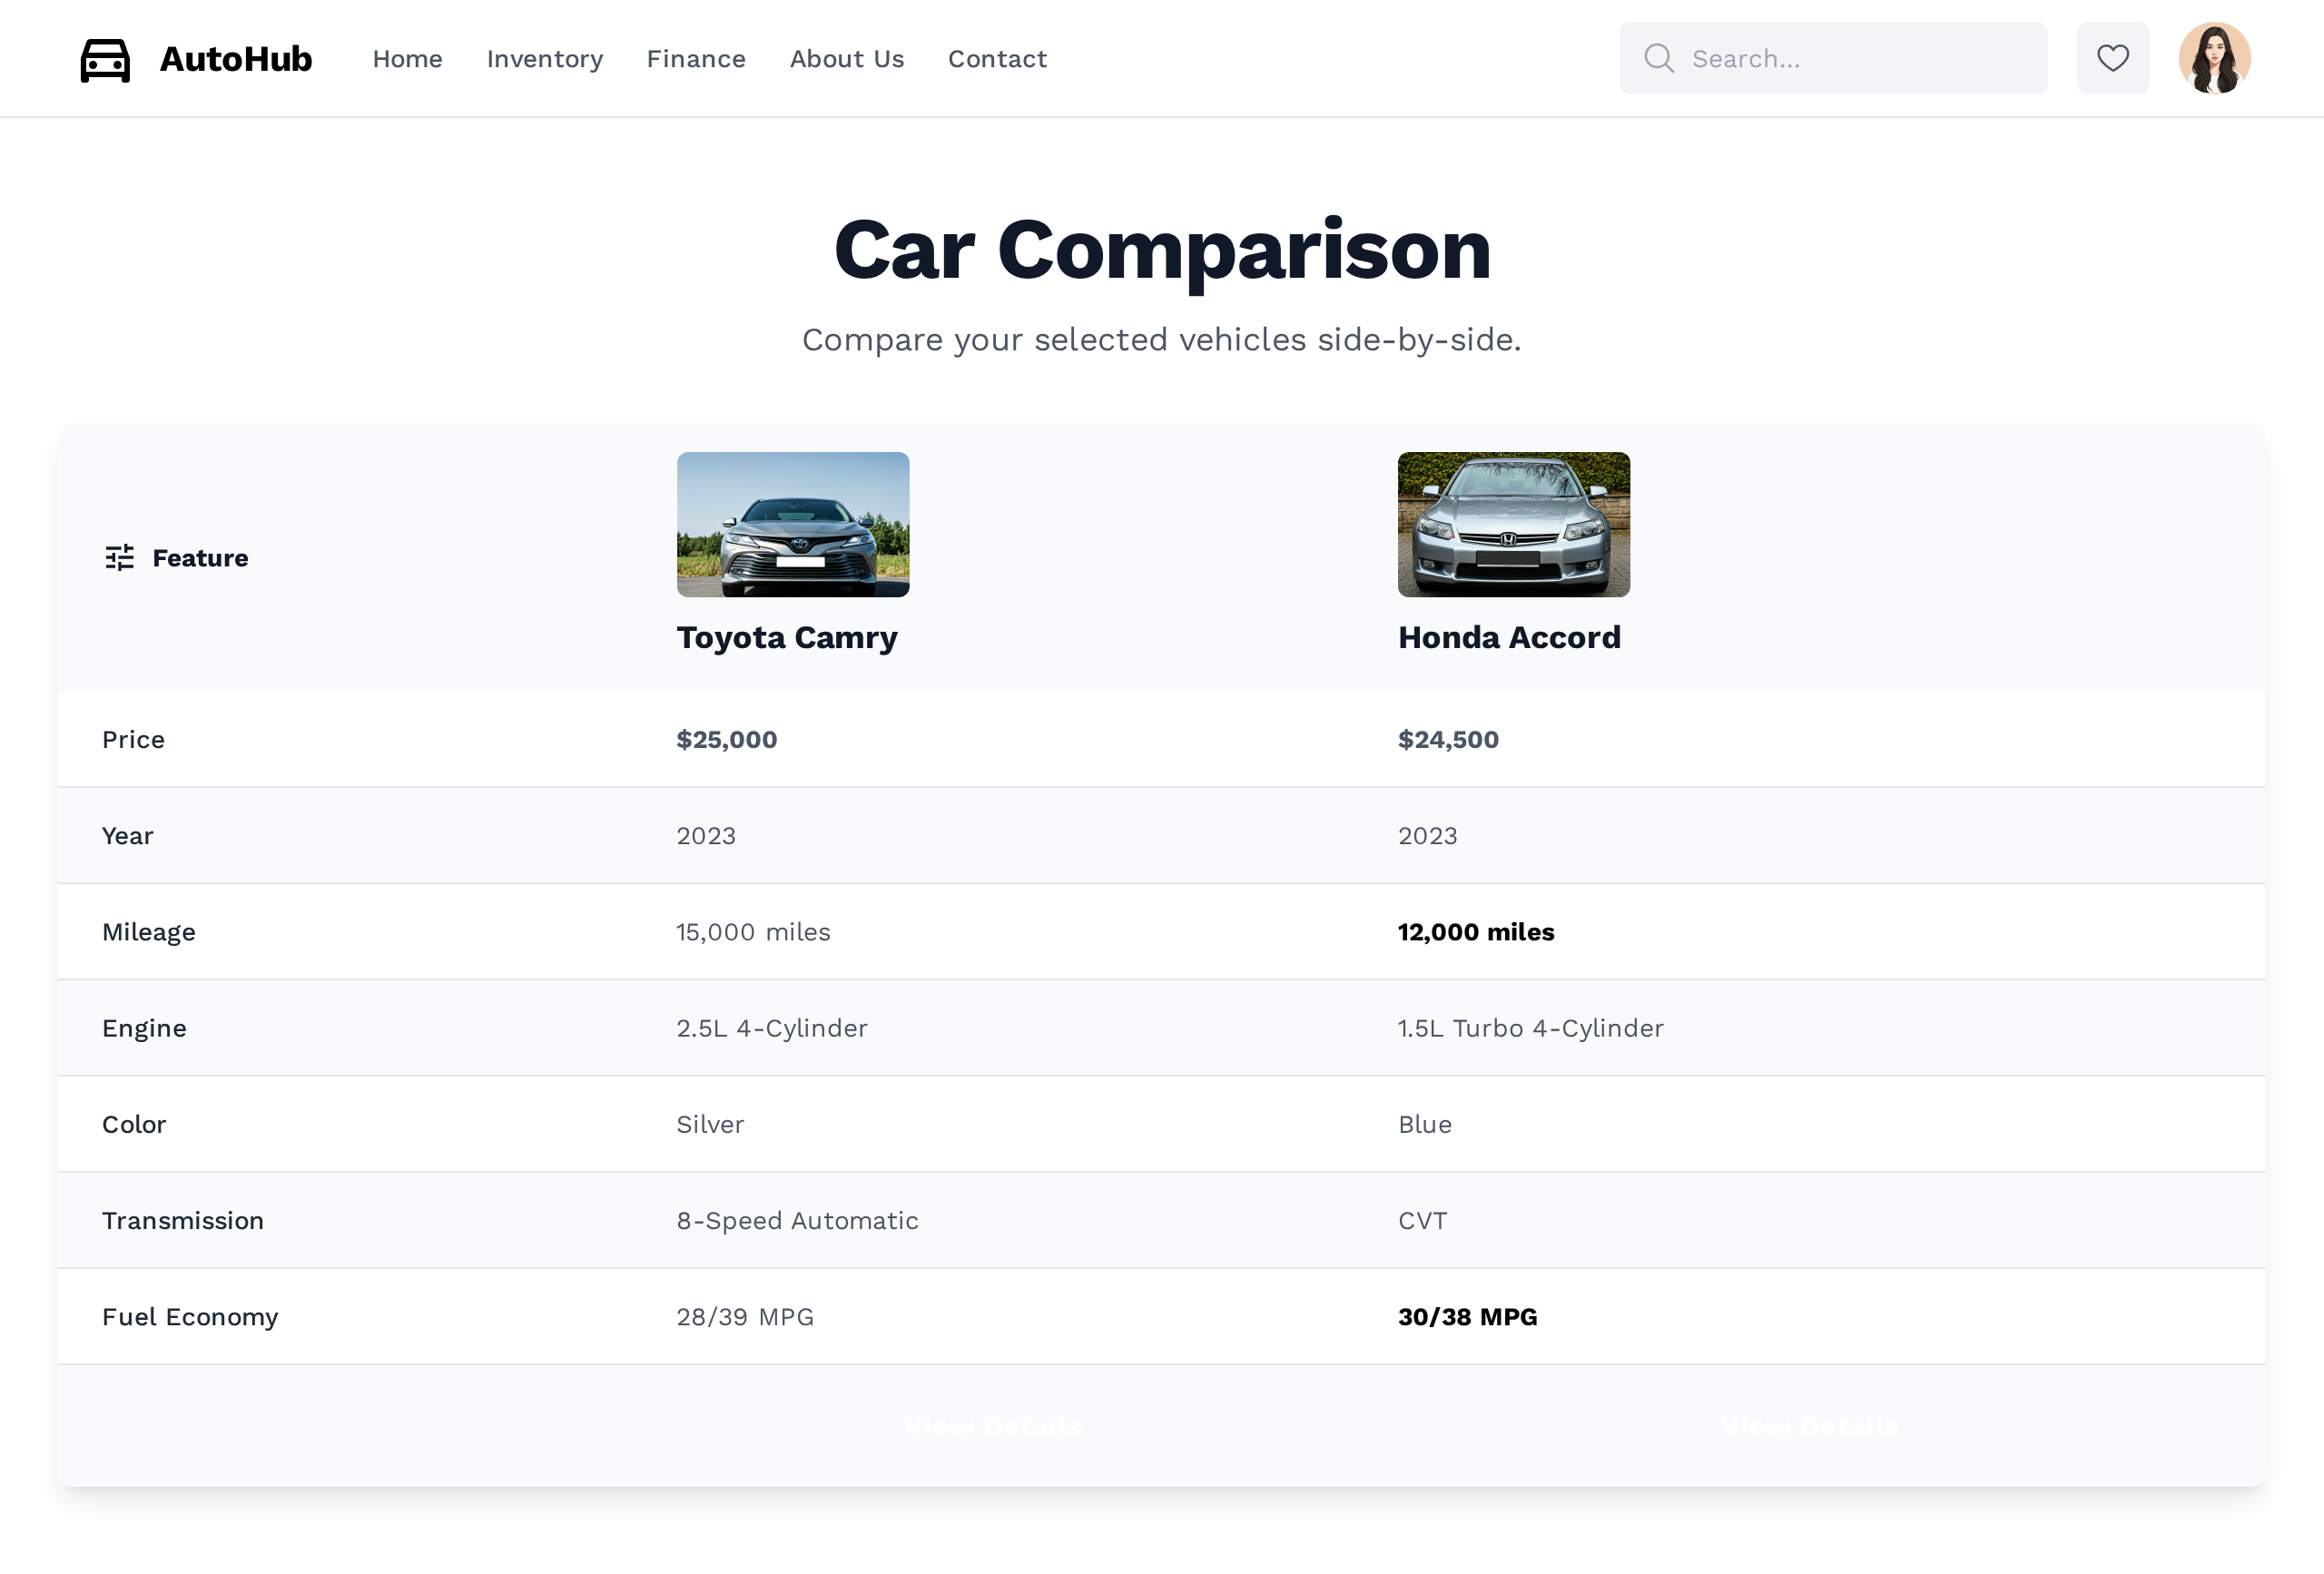 AutoHub Home Inventory Finance About Us Contact Search...
Car Comparison
Compare your selected vehicles side-by-side.
Feature
Toyota Camry Honda Accord
Price $25,000 $24,500
Year 2023 2023
Mileage 15,000 miles 12,000 miles
Engine 2.5L 4-Cylinder 1.5L Turbo 4-Cylinder
Color Silver Blue
Transmission 8-Speed Automatic CVT
Fuel Economy 28/39 MPG 30/38 MPG
View Details View Details